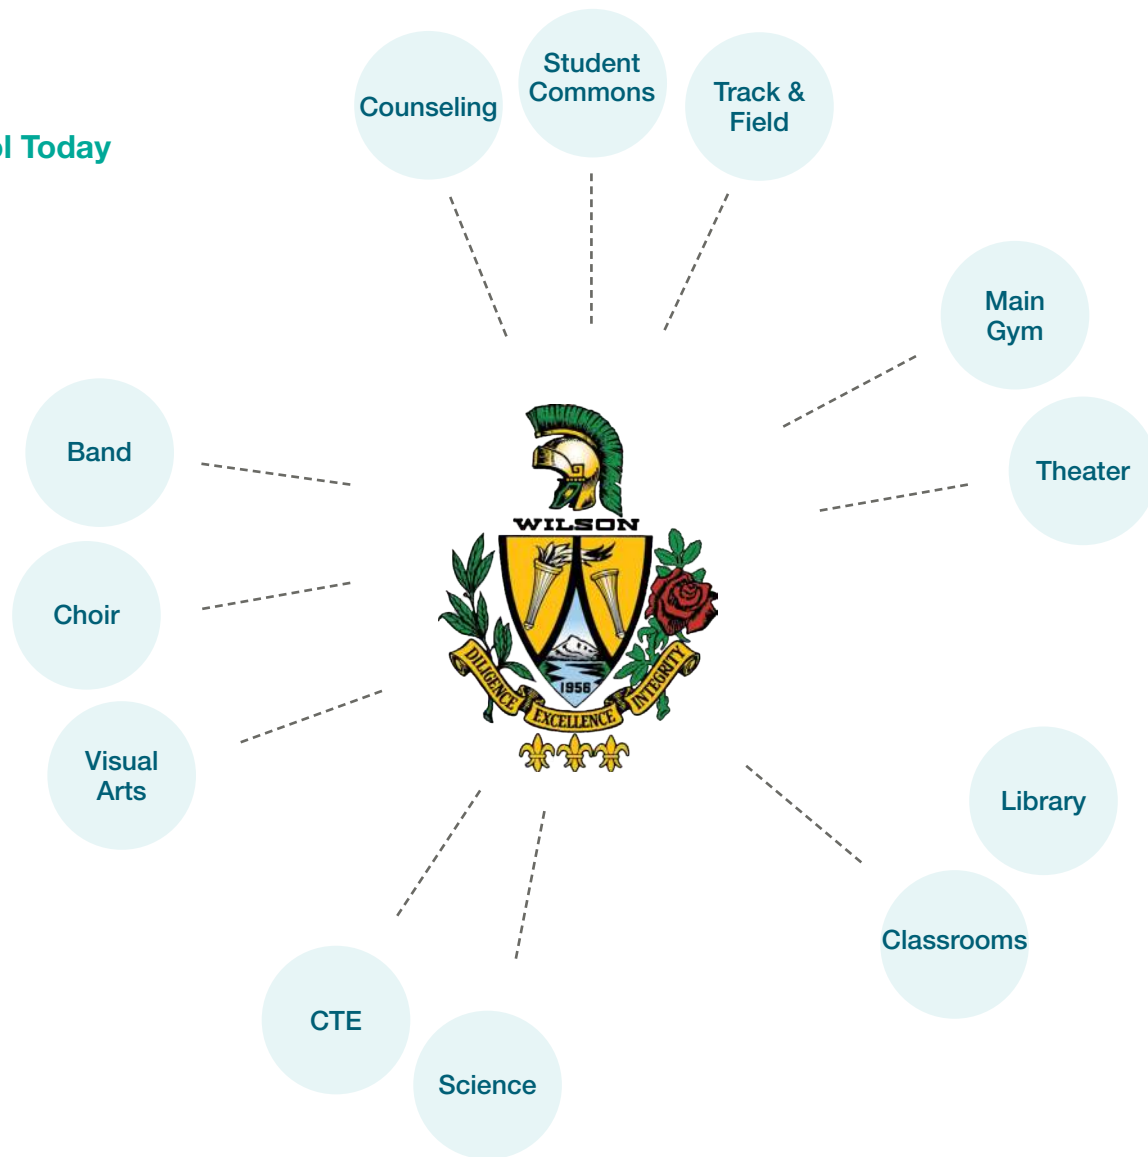 Student
Commons
Counseling
Track &
Field
ol Today
Main
Gym
Band
Theater
WILSON
Choir
DILIGENCE
INTEGRITY
1956
EXCELLENCE
Visual
Arts
Library
Classrooms
CTE
Science